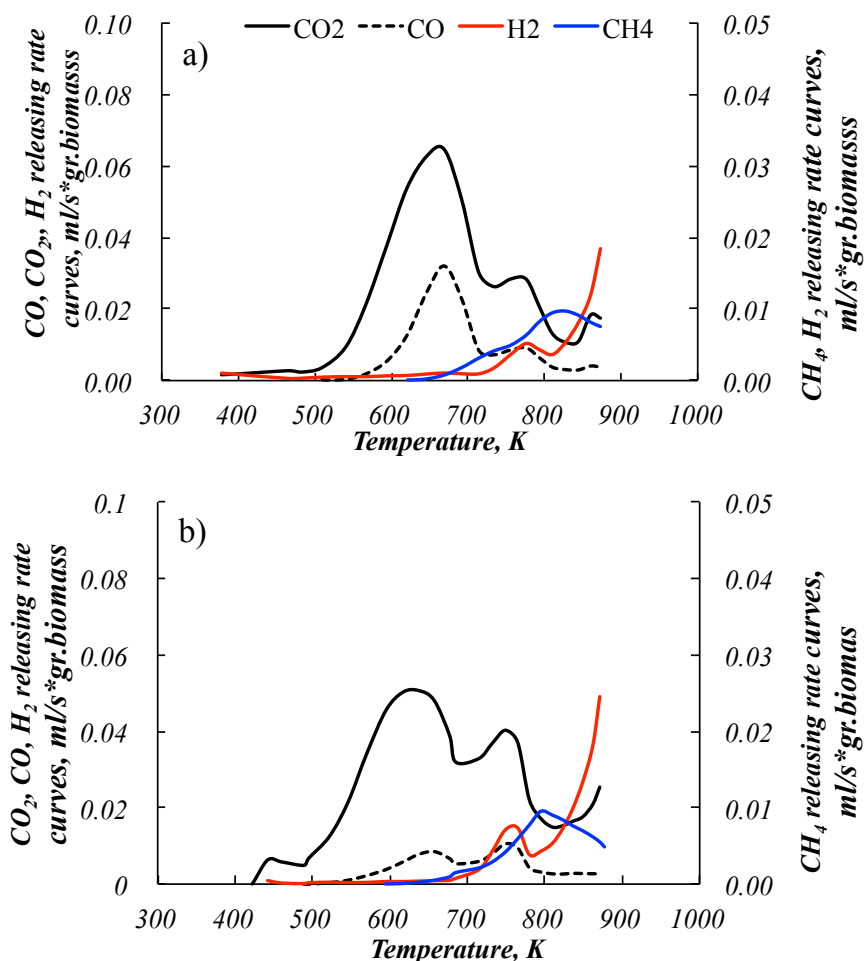 CO2 CO H2 CH4
a)
CO, CO2,, H2 releasing rate
curves, ml/s*gr.biomasss
0.10
0.08
0.06
0.04
0.02
0.00
0.05
0.04
0.03
0.02
0.01
0.00
CH4, H2 releasing rate curves,
ml/s*gr.biomasss
300 400 500 600 700 800 900 1000
Temperature, K
b)
CO2, CO, H2 releasing rate
curves, ml/s*gr.biomass
0.1
0.08
0.06
0.04
0.02
0
0.05
0.04
0.03
0.02
0.01
0.00
CH4 releasing rate curves,
ml/s*gr.biomas
300 400 500 600 700 800 900 1000
Temperature, K